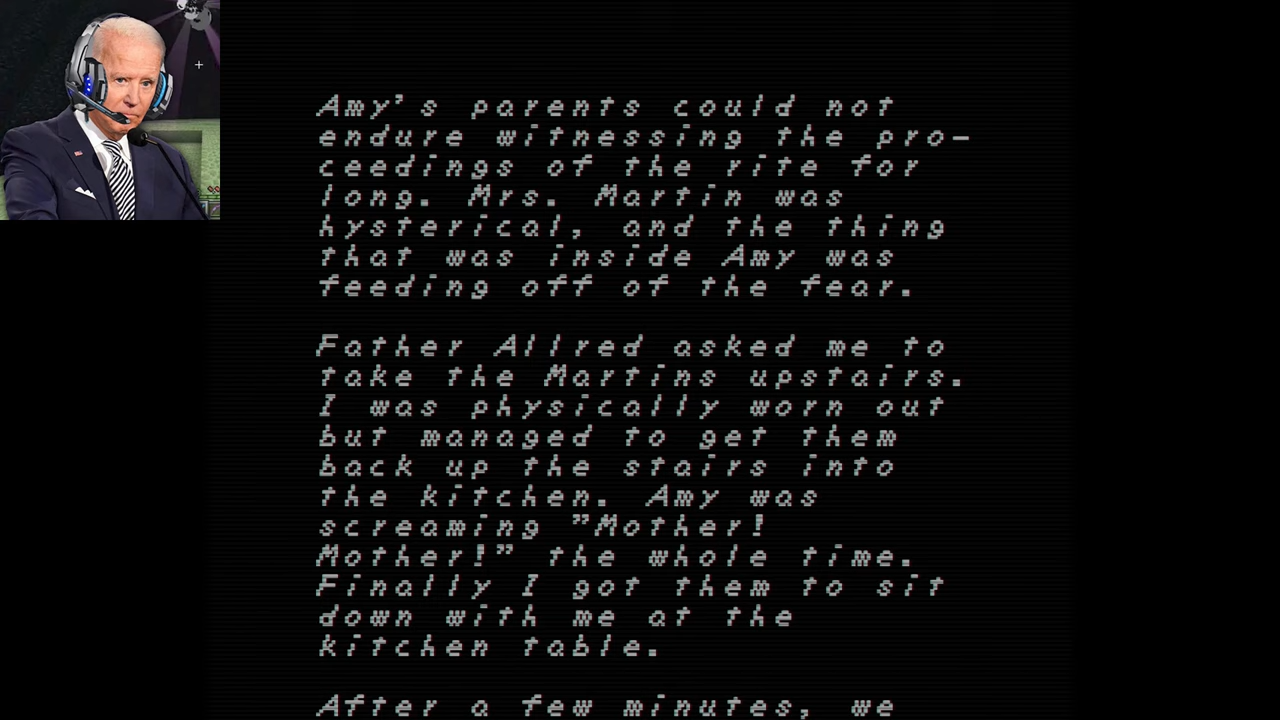 Amy's parents could not
endure witnessing the pro-
ceedings of the rite for
long. Mrs. Martin was
hysterical, and the thing
that was inside Amy was
feeding off of the fear.
Father Allred asked me to
take the Martins upstairs.
I was physically worn out
but managed to get them
back up the stairs into
the kitchen. Amy was
screaming "Mother!
Mother!" the whole time.
Finally I got them to sit
down with me at the
kitchen table.
After a few minutes, we